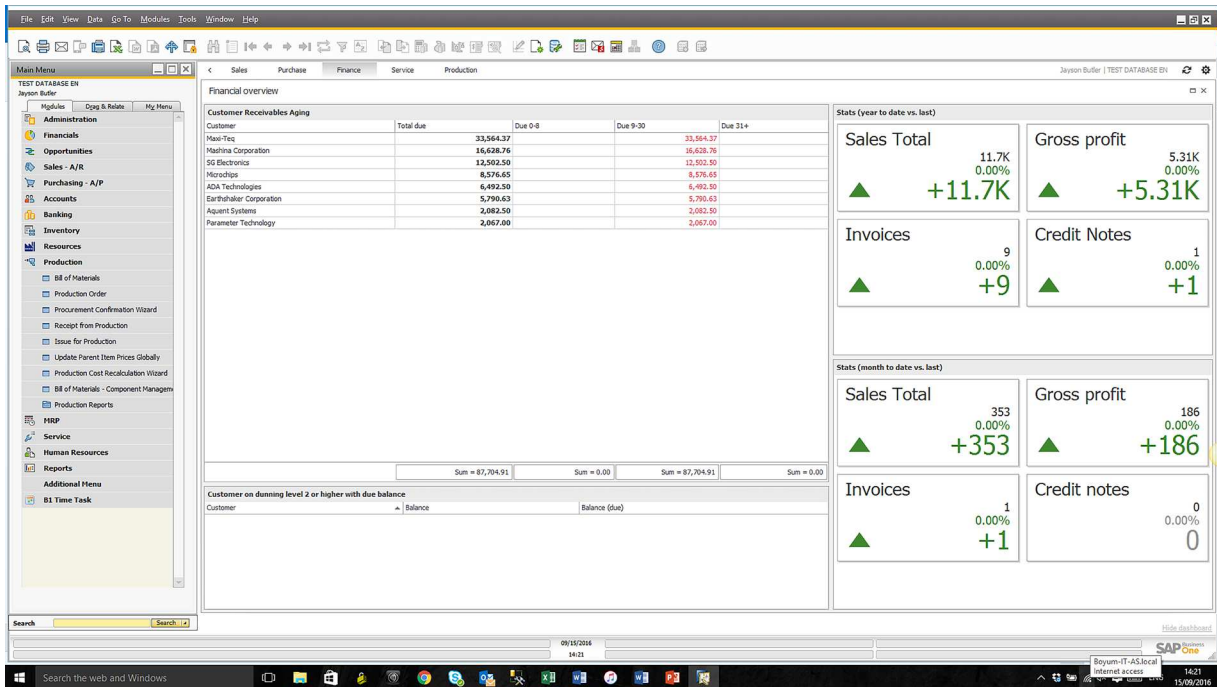 File Edit View Data Go To Modules Tools Window Help
Main Menu
TEST DATABASE EN
Jayson Butler
Modules Drag & Relate My Menu
Administration
Financials
Opportunities
Sales - A/R
Purchasing - A/P
Accounts
Banking
Inventory
Resources
Production
Bill of Materials
Production Order
Procurement Confirmation Wizard
Receipt from Production
Issue for Production
Update Parent Item Prices Globally
Production Cost Recalculation Wizard
Bill of Materials - Component Managem
Production Reports
MRP
Service
Human Resources
Reports
Additional Menu
B1 Time Task
Search Search
Sales Purchase Finance Service Production
Jayson Butler | TEST DATABASE EN
Financial overview
Customer Receivables Aging
Customer Total due Due 0-8 Due 9-30 Due 31+
Maxi-Teq 33,564.37 33,564.37
Mashina Corporation 16,628.76 16,628.76
SG Electronics 12,502.50 12,502.50
Microchips 8,576.65 8,576.65
ADA Technologies 6,492.50 6,492.50
Earthshaker Corporation 5,790.63 5,790.63
Aquent Systems 2,082.50 2,082.50
Parameter Technology 2,067.00 2,067.00
Sum = 87,704.91 Sum = 0.00 Sum = 87,704.91 Sum = 0.00
Customer on dunning level 2 or higher with due balance
Customer Balance Balance (due)
Stats (year to date vs. last)
Sales Total
11.7K
0.00%
+11.7K
Gross profit
5.31K
0.00%
+5.31K
Invoices
9
0.00%
+9
Credit Notes
1
0.00%
+1
Stats (month to date vs. last)
Sales Total
353
0.00%
+353
Gross profit
186
0.00%
+186
Invoices
1
0.00%
+1
Credit notes
0
0.00%
0
Hide dashboard
09/15/2016
14:21
SAP Business One
Boyum-IT-AS.local
Internet access
Search the web and Windows
14:21
15/09/2016